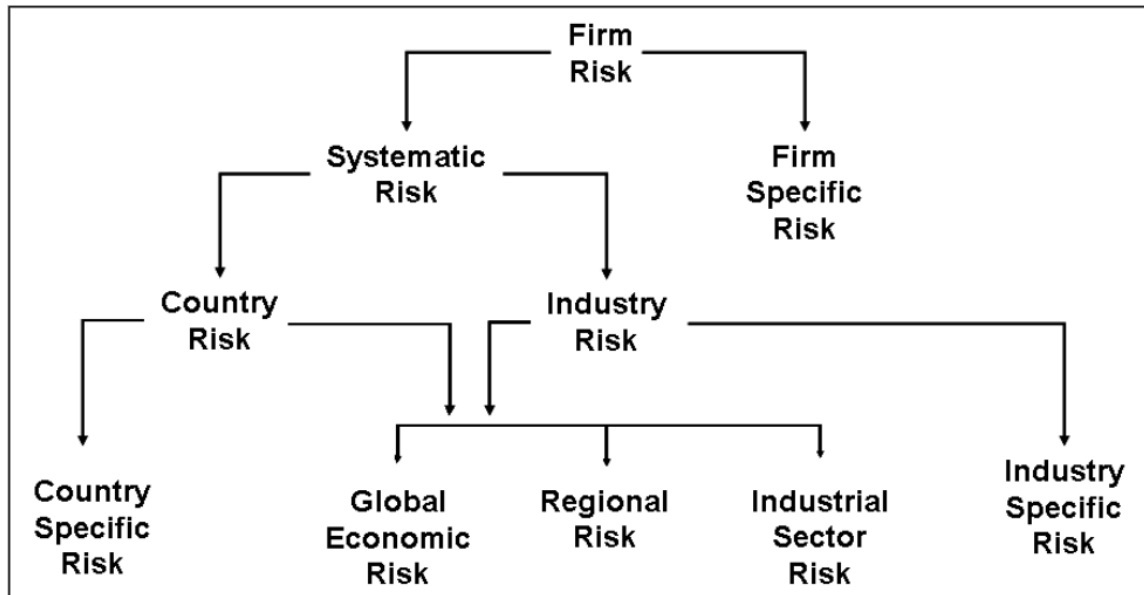 Firm
Risk
Systematic
Risk
Firm
Specific
Risk
Country
Risk
Industry
Risk
Country
Specific
Risk
Global
Economic
Risk
Regional
Risk
Industrial
Sector
Risk
Industry
Specific
Risk